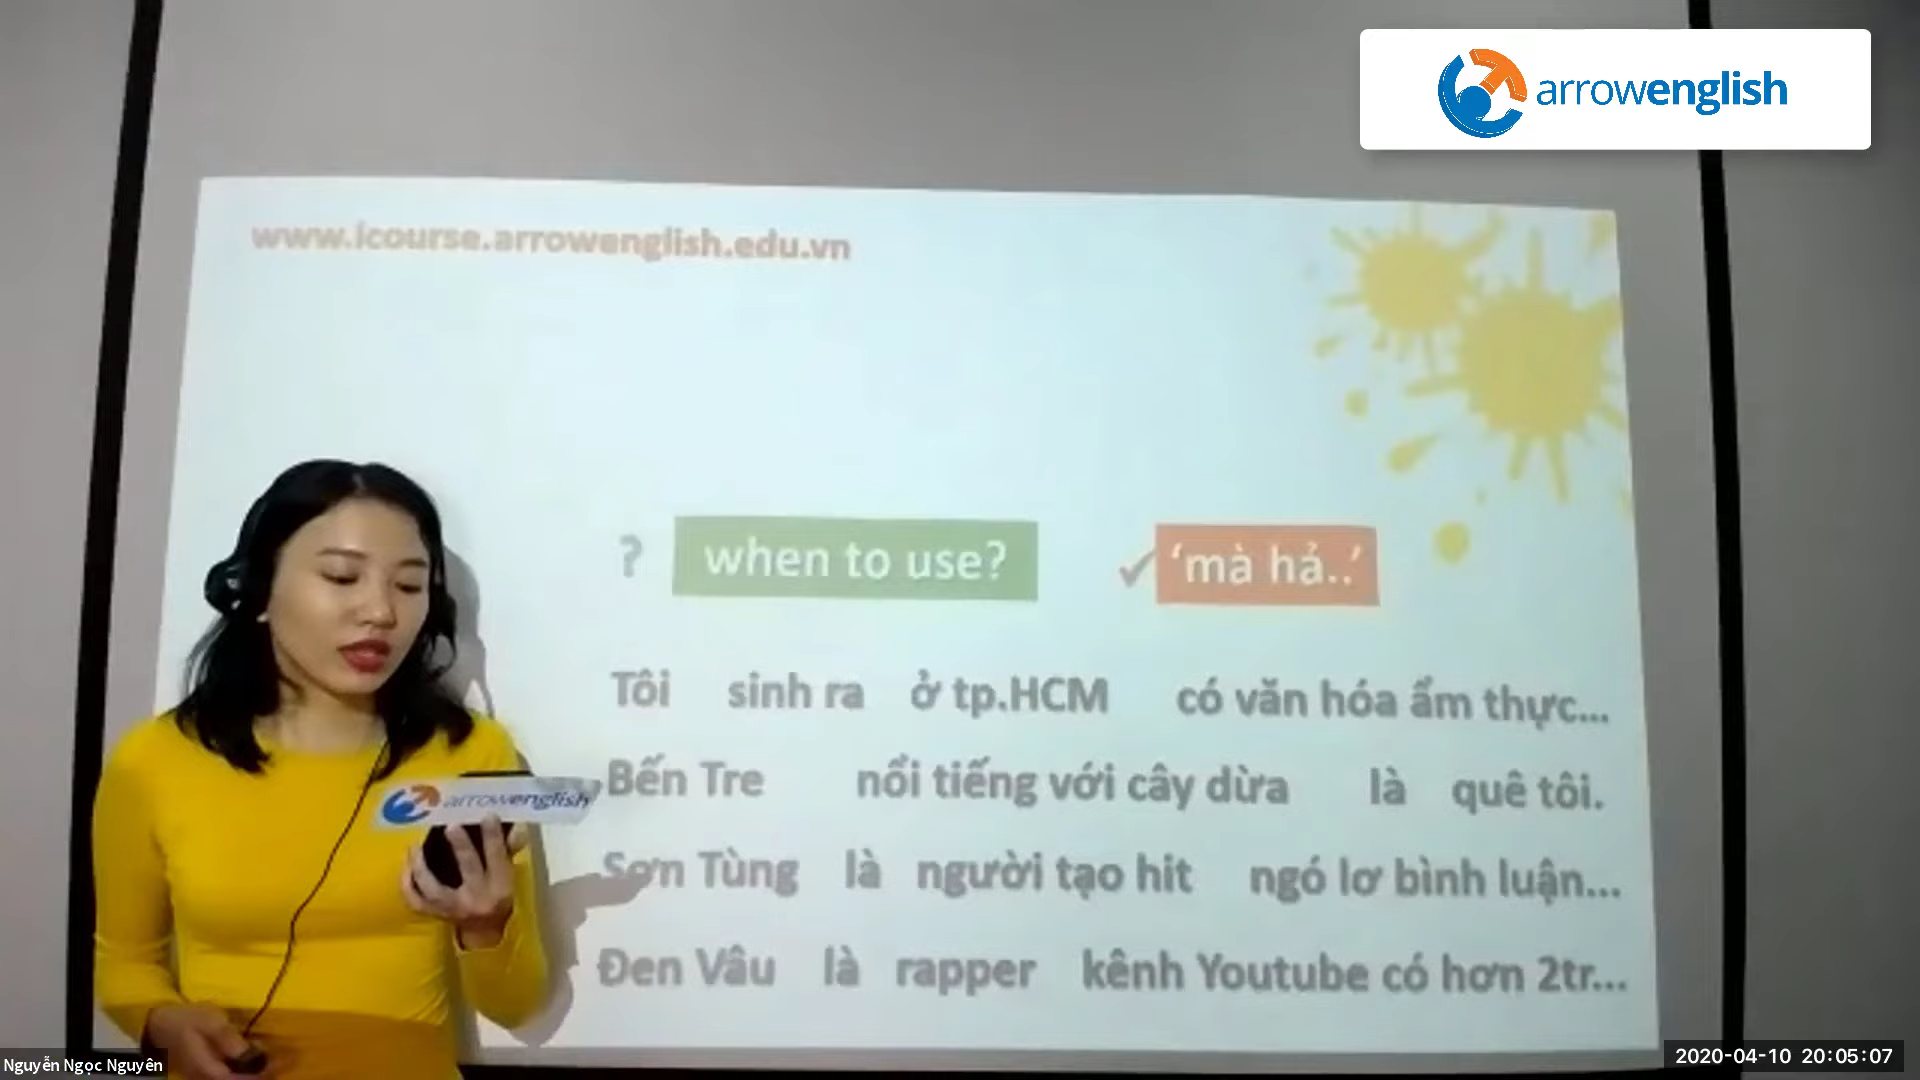 arrowenglish
www.icourse.arrowenglish.edu.vn
? when to use? ✓ ‘mà hả..’
Tôi sinh ra ở tp.HCM có văn hóa ẩm thực...
Bến Tre nổi tiếng với cây dừa là quê tôi.
arrowenglish
Sơn Tùng là người tạo hit ngó lơ bình luận...
Đen Vâu là rapper kênh Youtube có hơn 2tr...
Nguyễn Ngọc Nguyên
2020-04-10 20:05:07